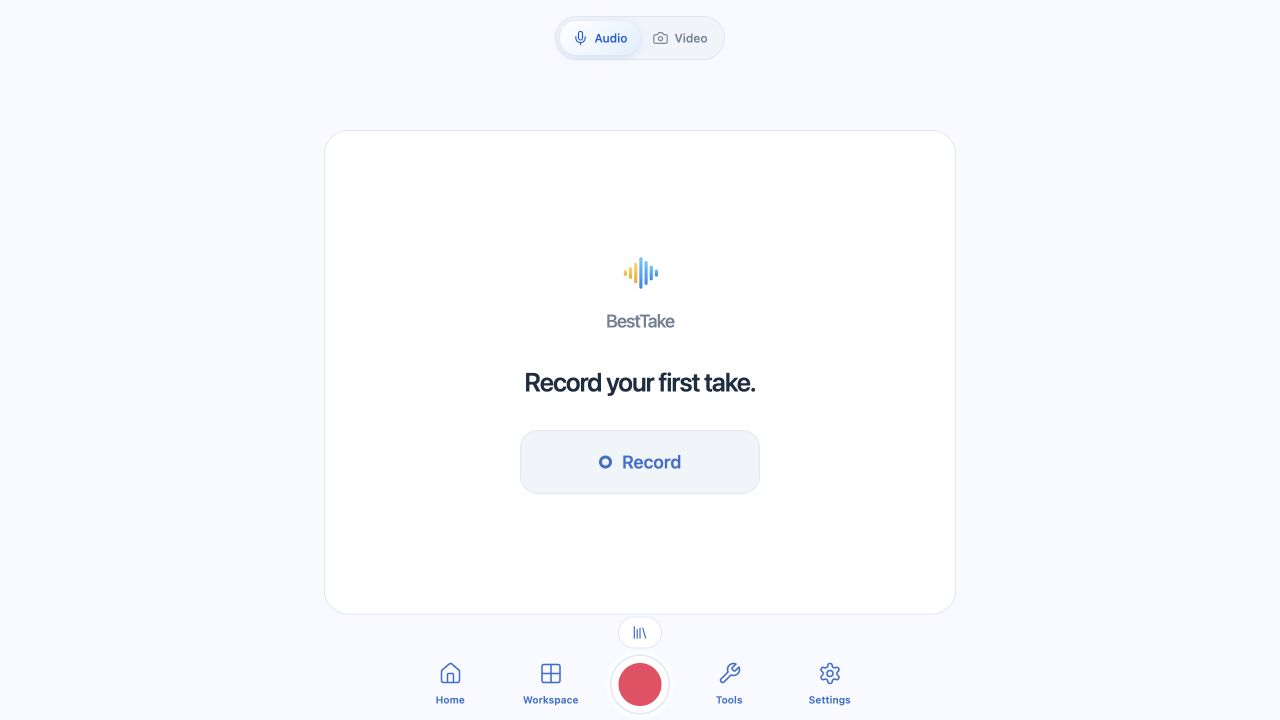 Audio
Video
BestTake
Record your first take.
Record
Home
Workspace
Tools
Settings